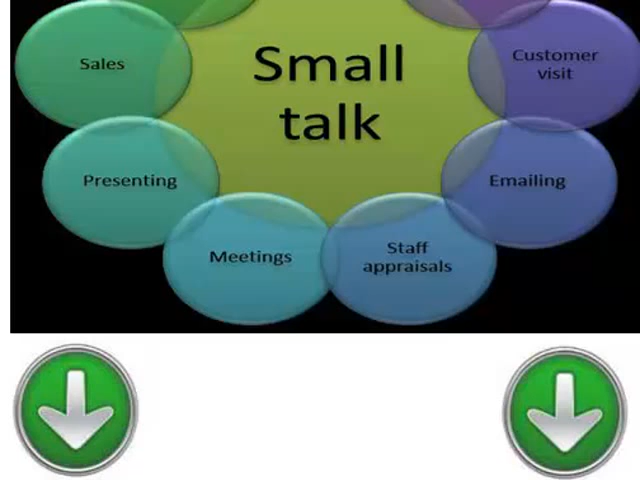 Small
talk
Sales
Customer
visit
Presenting
Emailing
Meetings
Staff
appraisals